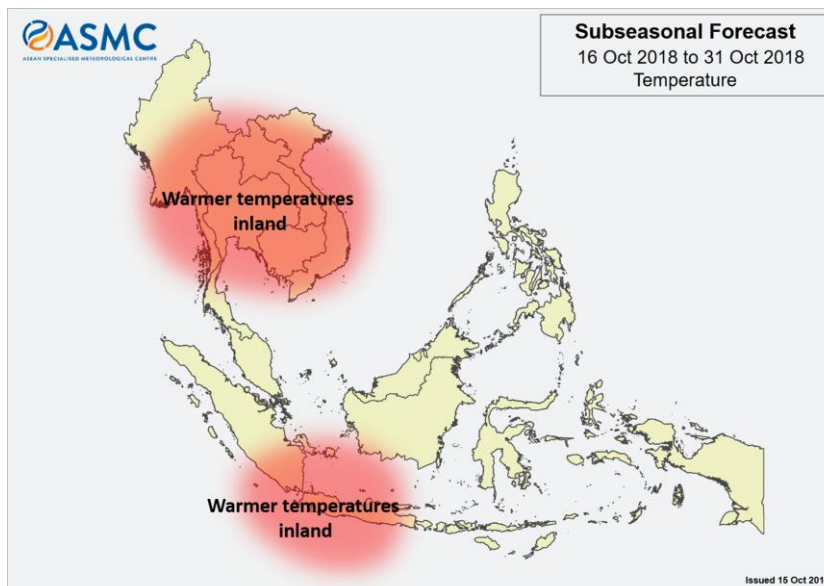 ASMC
ASEAN SPECIALISED METEOROLOGICAL CENTRE
Subseasonal Forecast
16 Oct 2018 to 31 Oct 2018
Temperature
Warmer temperatures
inland
Warmer temperatures
inland
Issued 15 Oct 201